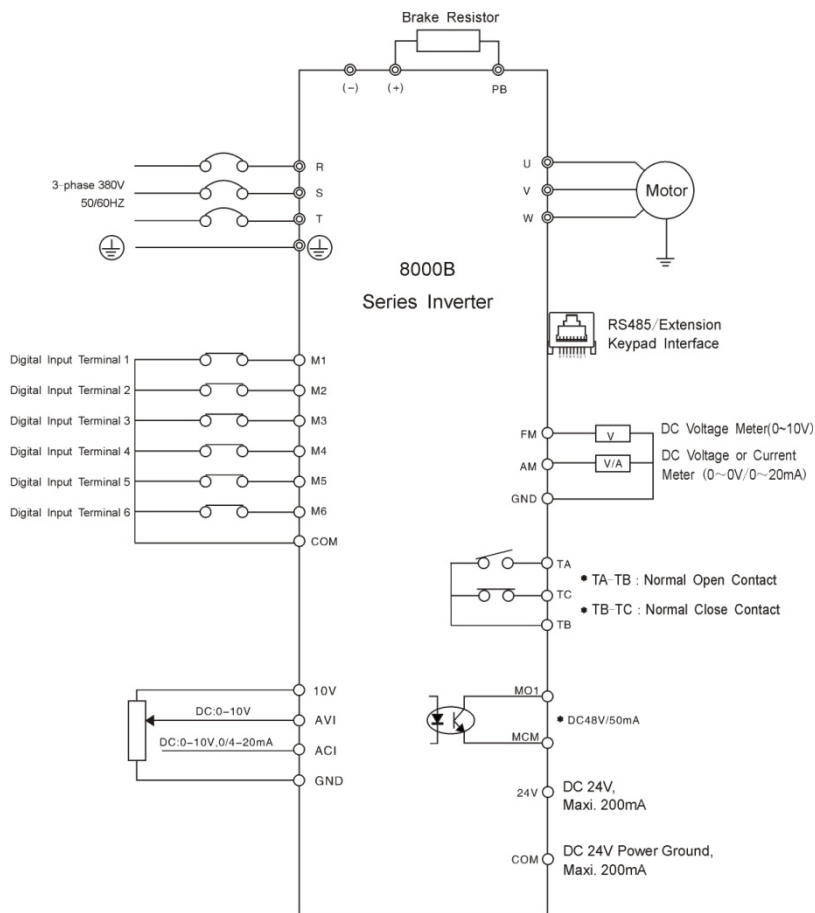 Brake Resistor
(-) (+) PB
3-phase 380V
50/60HZ
R
S
T
U
V
W
Motor
8000B
Series Inverter
RS485/Extension
Keypad Interface
Digital Input Terminal 1
M1
Digital Input Terminal 2
M2
Digital Input Terminal 3
M3
Digital Input Terminal 4
M4
Digital Input Terminal 5
M5
Digital Input Terminal 6
M6
COM
FM
V
DC Voltage Meter(0~10V)
AM
V/A
DC Voltage or Current
Meter (0~0V/0~20mA)
GND
TA
* TA-TB : Normal Open Contact
TC
* TB-TC : Normal Close Contact
TB
10V
DC:0-10V
AVI
DC:0-10V,0/4-20mA
ACI
GND
MO1
* DC48V/50mA
MCM
24V
DC 24V,
Maxi. 200mA
COM
DC 24V Power Ground,
Maxi. 200mA